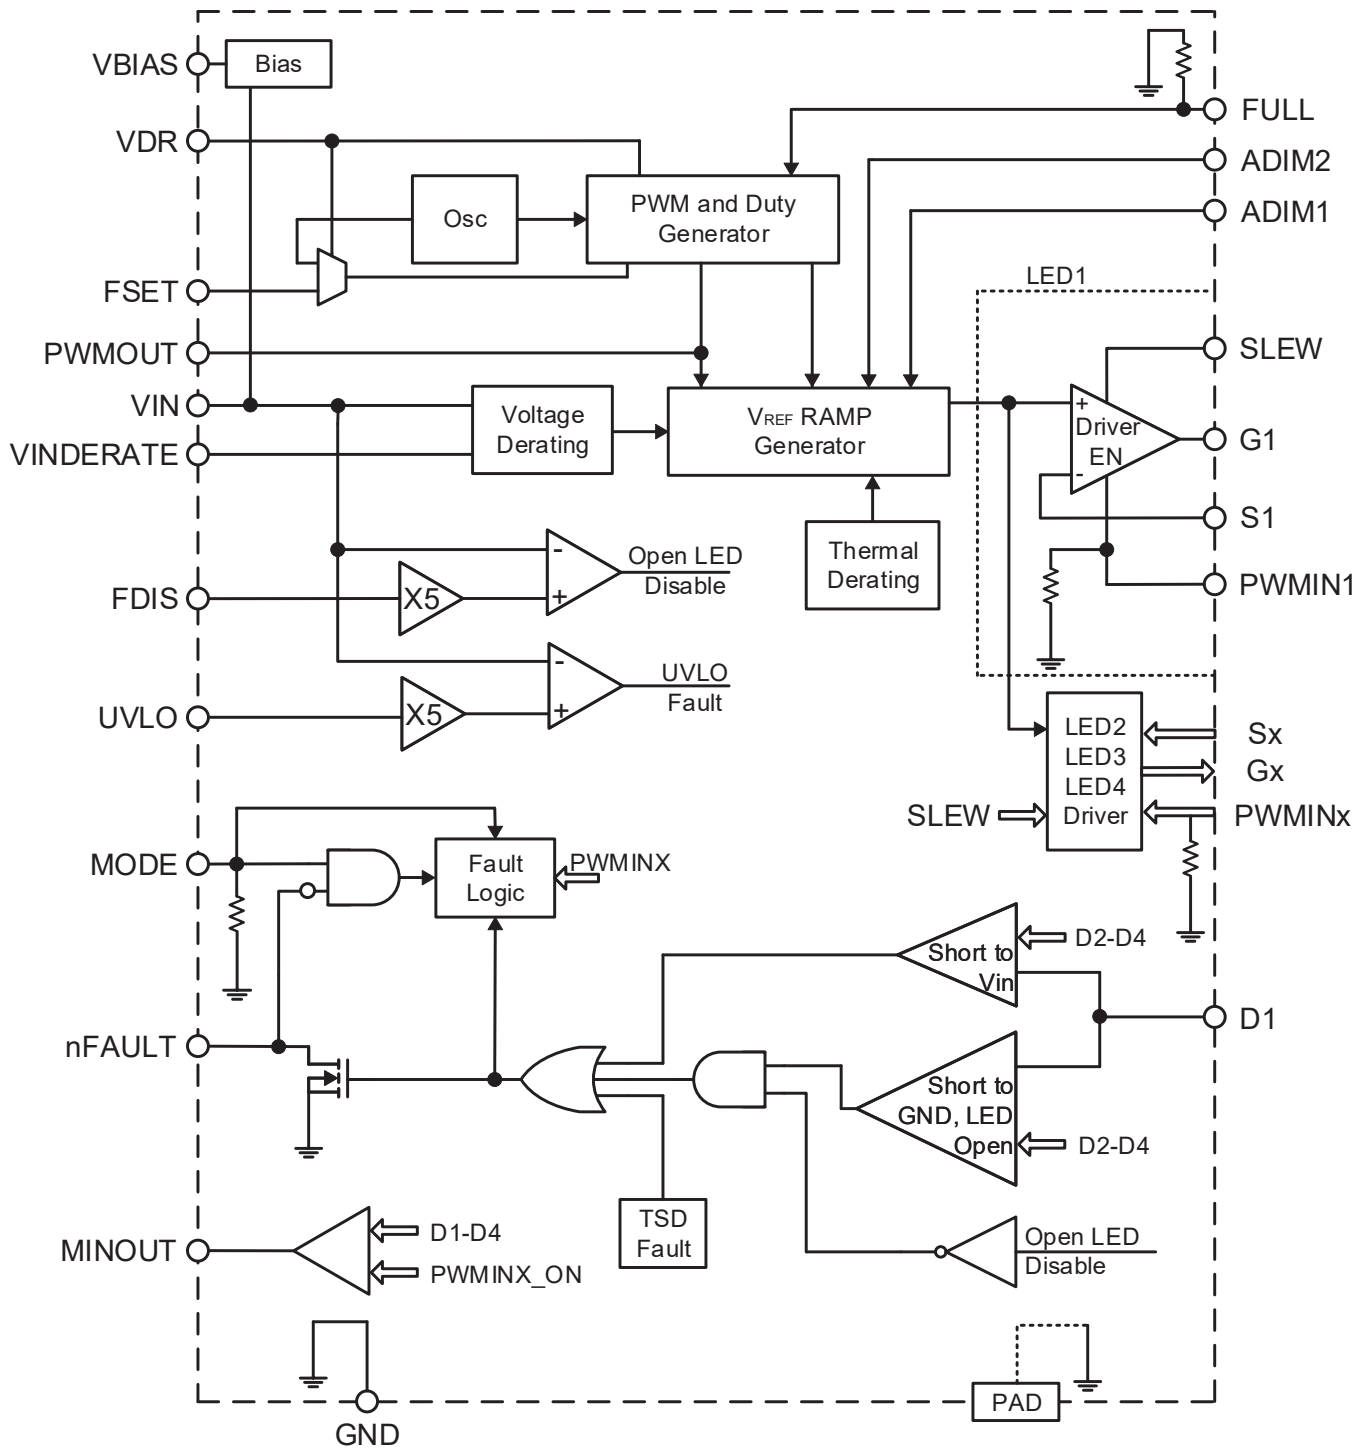 VBIAS
Bias
FULL
VDR
ADIM2
Osc
PWM and Duty
Generator
ADIM1
FSET
LED1
PWMOUT
SLEW
VIN
Voltage
Derating
VREF RAMP
Generator
+
Driver
EN
-
G1
VINDERATE
S1
Thermal
Derating
-
+
Open LED
Disable
FDIS
X5
PWMIN1
-
+
UVLO
Fault
UVLO
X5
LED2
LED3
LED4
Driver
Sx
Gx
SLEW
PWMINx
MODE
Fault
Logic
PWMINX
Short to
Vin
D2-D4
D1
nFAULT
Short to
GND, LED
Open
D2-D4
TSD
Fault
MINOUT
D1-D4
PWMINX_ON
Open LED
Disable
GND
PAD